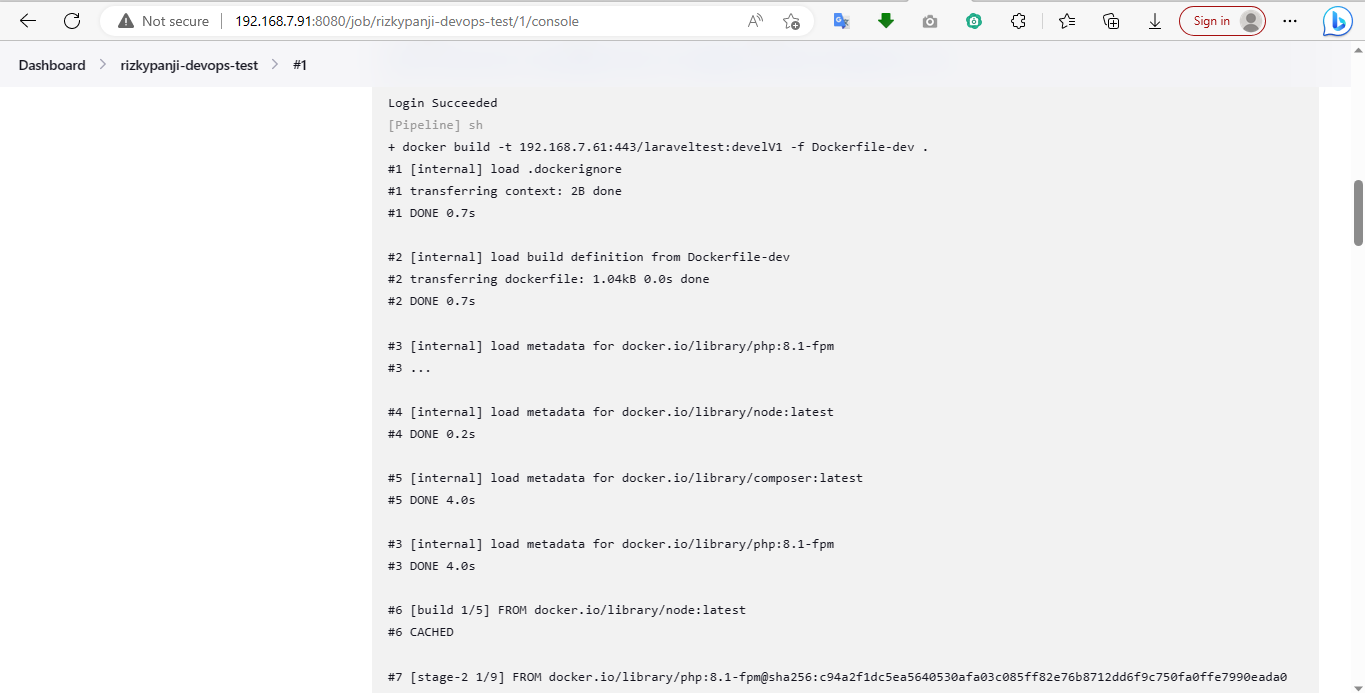 Not secure 192.168.7.91:8080/job/rizkypanji-devops-test/1/console Sign in
Dashboard rizkypanji-devops-test #1
Login Succeeded
[Pipeline] sh
+ docker build -t 192.168.7.61:443/laraveltest:develV1 -f Dockerfile-dev .
#1 [internal] load .dockerignore
#1 transferring context: 2B done
#1 DONE 0.7s
#2 [internal] load build definition from Dockerfile-dev
#2 transferring dockerfile: 1.04kB 0.0s done
#2 DONE 0.7s
#3 [internal] load metadata for docker.io/library/php:8.1-fpm
#3 ...
#4 [internal] load metadata for docker.io/library/node:latest
#4 DONE 0.2s
#5 [internal] load metadata for docker.io/library/composer:latest
#5 DONE 4.0s
#3 [internal] load metadata for docker.io/library/php:8.1-fpm
#3 DONE 4.0s
#6 [build 1/5] FROM docker.io/library/node:latest
#6 CACHED
#7 [stage-2 1/9] FROM docker.io/library/php:8.1-fpm@sha256:c94a2f1dc5ea5640530afa03c085ff82e76b8712dd6f9c750fa0ffe7990eada0